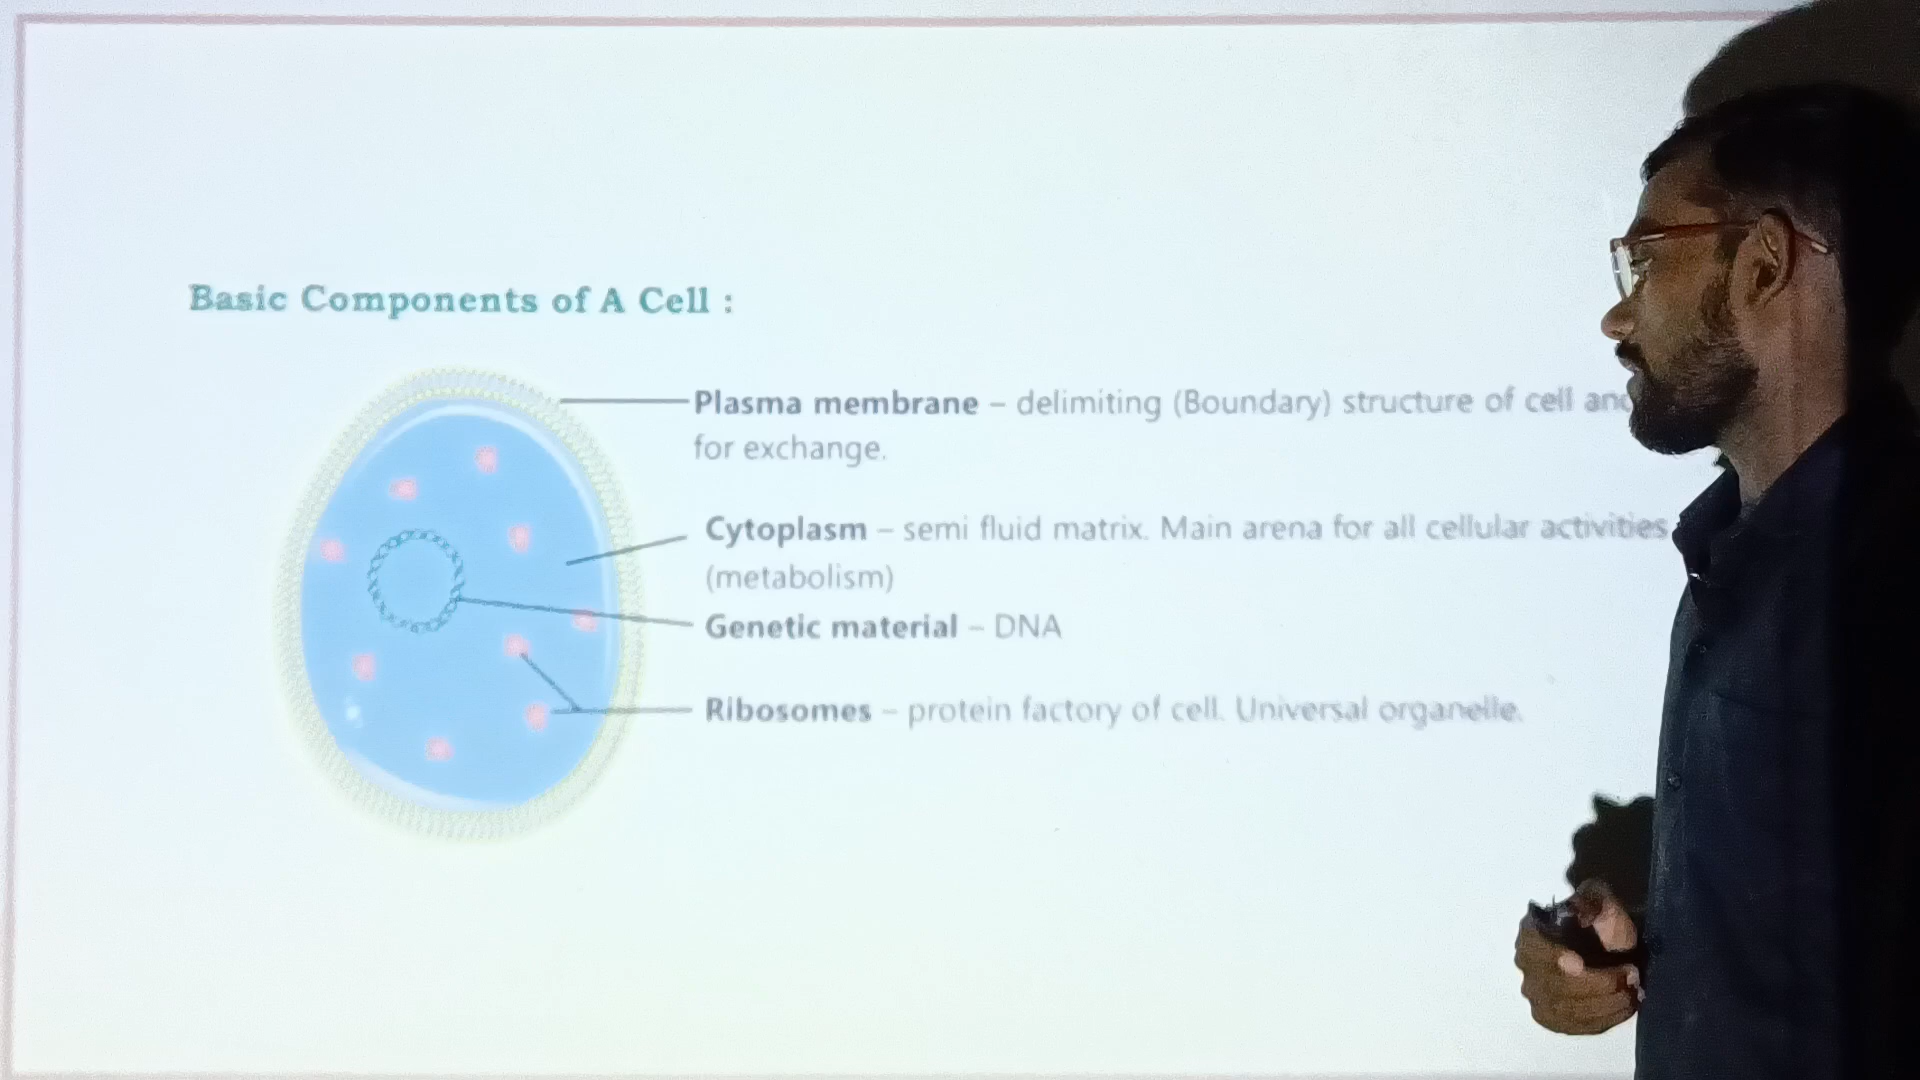 Basic Components of A Cell :
Plasma membrane – delimiting (Boundary) structure of cell and
for exchange.
Cytoplasm – semi fluid matrix. Main arena for all cellular activities
(metabolism)
Genetic material – DNA
Ribosomes – protein factory of cell. Universal organelle.